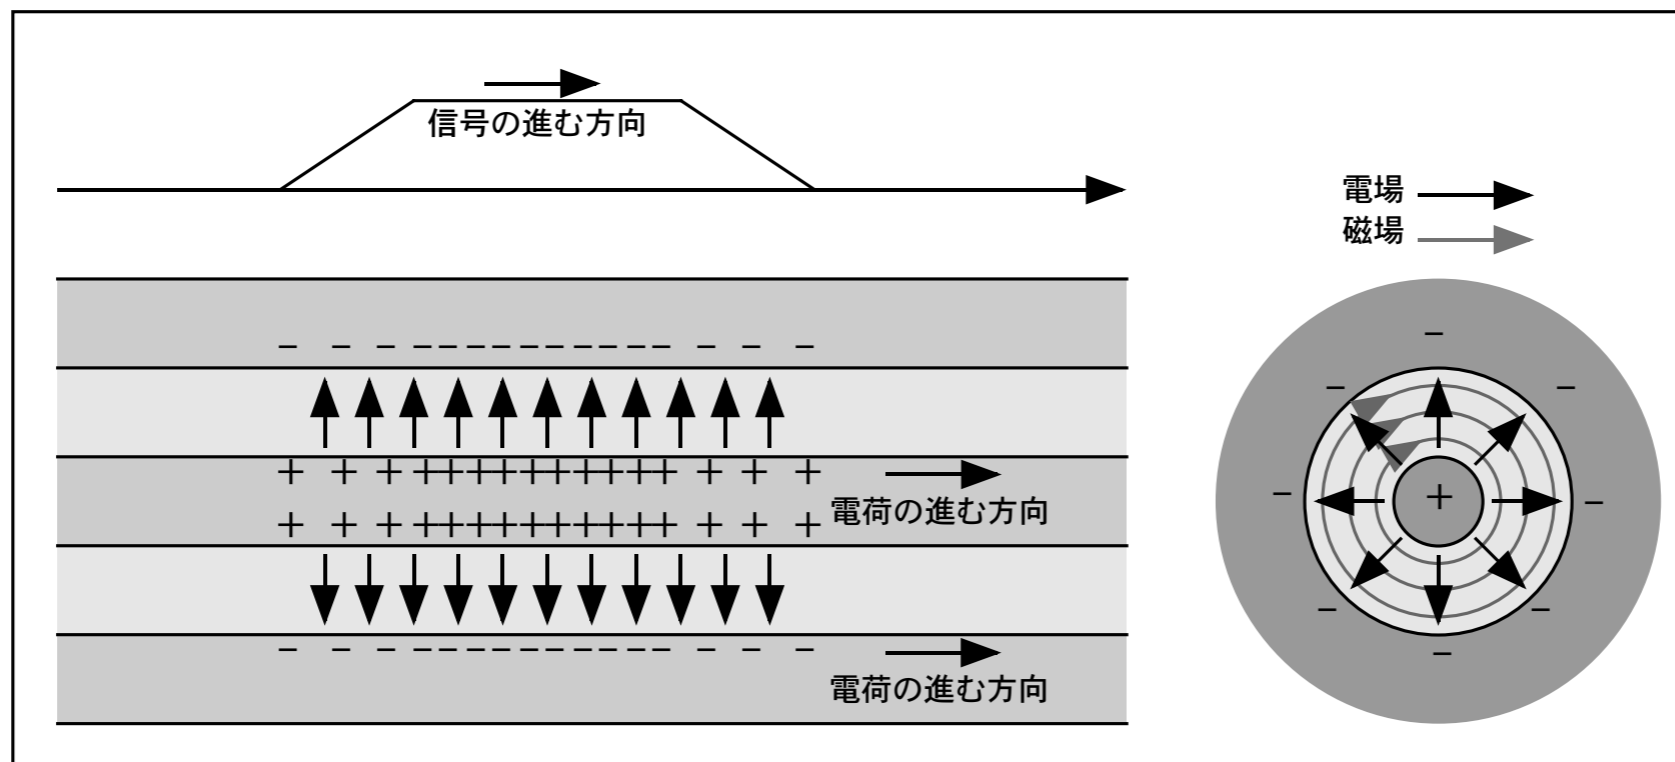 信号の進む方向
電場
磁場
− − − − − − − − − − − − − − −
+ + + + + + + + + + + + + + + +
電荷の進む方向
+ + + + + + + + + + + + + + + +
− − − − − − − − − − − − − − −
電荷の進む方向
−
− −
− + −
− −
−